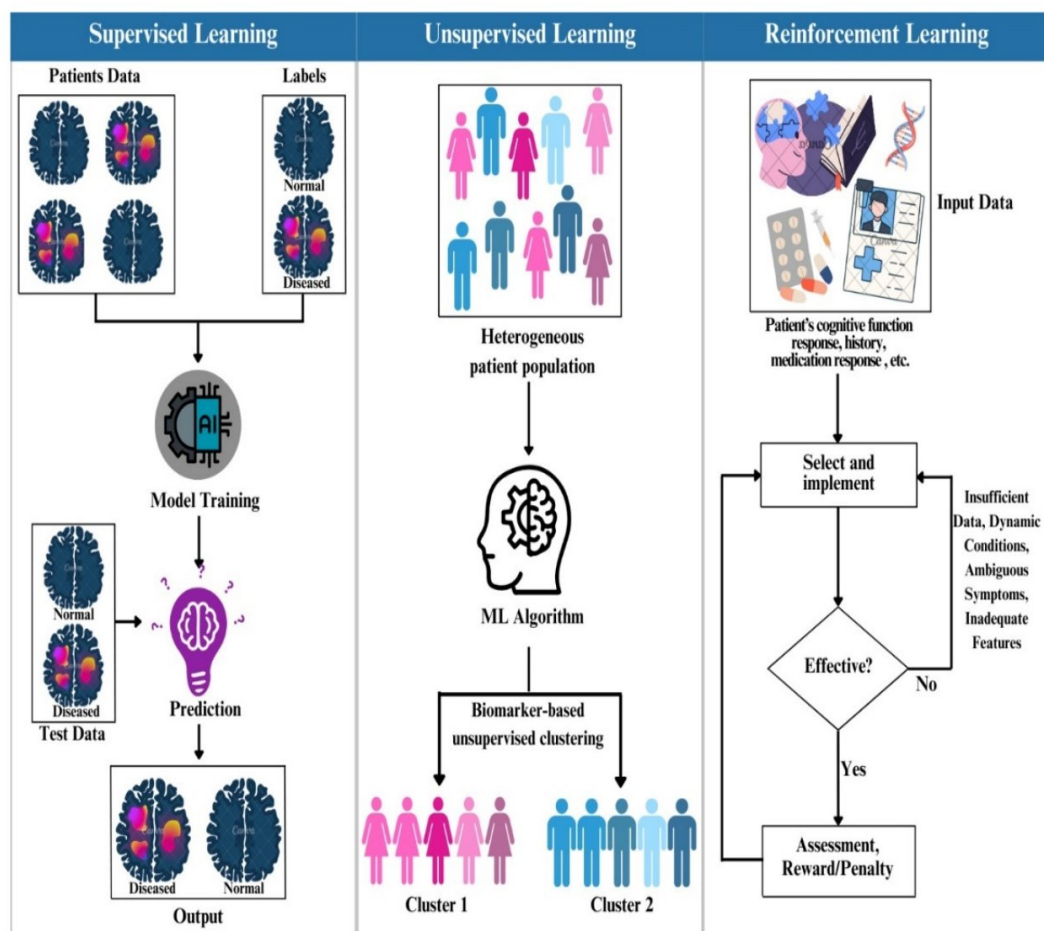 Supervised Learning
Patients Data
Labels
Normal
Diseased
AI
Model Training
Normal
Diseased
Test Data
? ? ? ? ? ?
Prediction
Diseased
Normal
Output
Unsupervised Learning
Heterogeneous
patient population
ML Algorithm
Biomarker-based
unsupervised clustering
Cluster 1
Cluster 2
Reinforcement Learning
Input Data
Patient's cognitive function
response, history,
medication response , etc.
Select and
implement
Insufficient
Data, Dynamic
Conditions,
Ambiguous
Symptoms,
Inadequate
Features
Effective?
No
Yes
Assessment,
Reward/Penalty